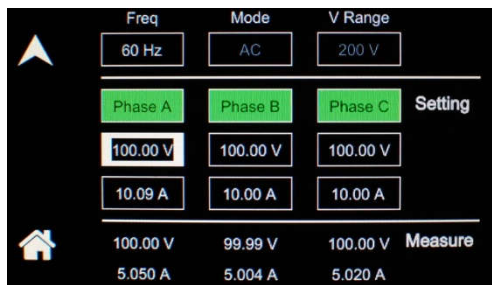 Freq Mode V Range
60 Hz AC 200 V
Phase A Phase B Phase C Setting
100.00 V 100.00 V 100.00 V
10.09 A 10.00 A 10.00 A
100.00 V 99.99 V 100.00 V Measure
5.050 A 5.004 A 5.020 A